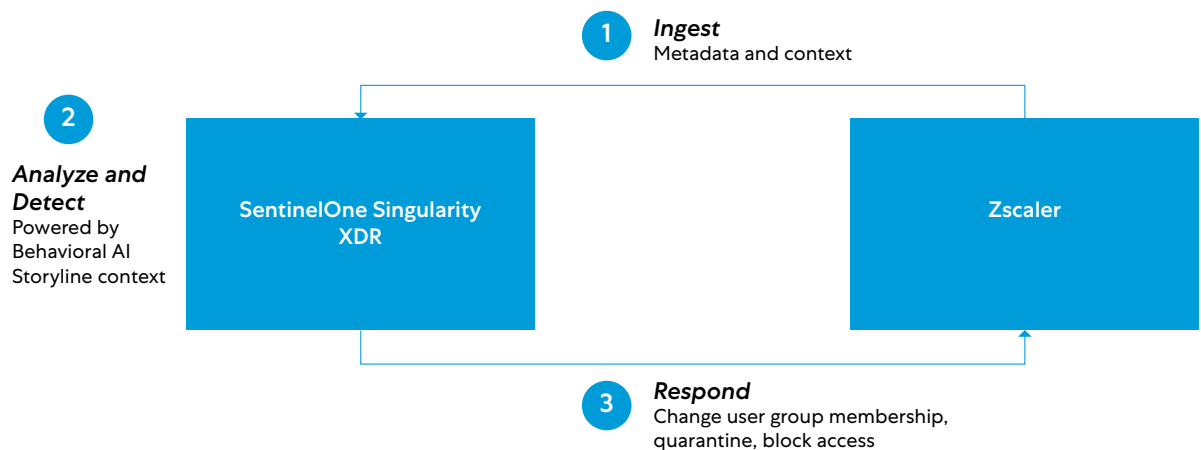 1
Ingest
Metadata and context
2
Analyze and
Detect
Powered by
Behavioral AI
Storyline context
SentinelOne Singularity
XDR
Zscaler
3
Respond
Change user group membership,
quarantine, block access